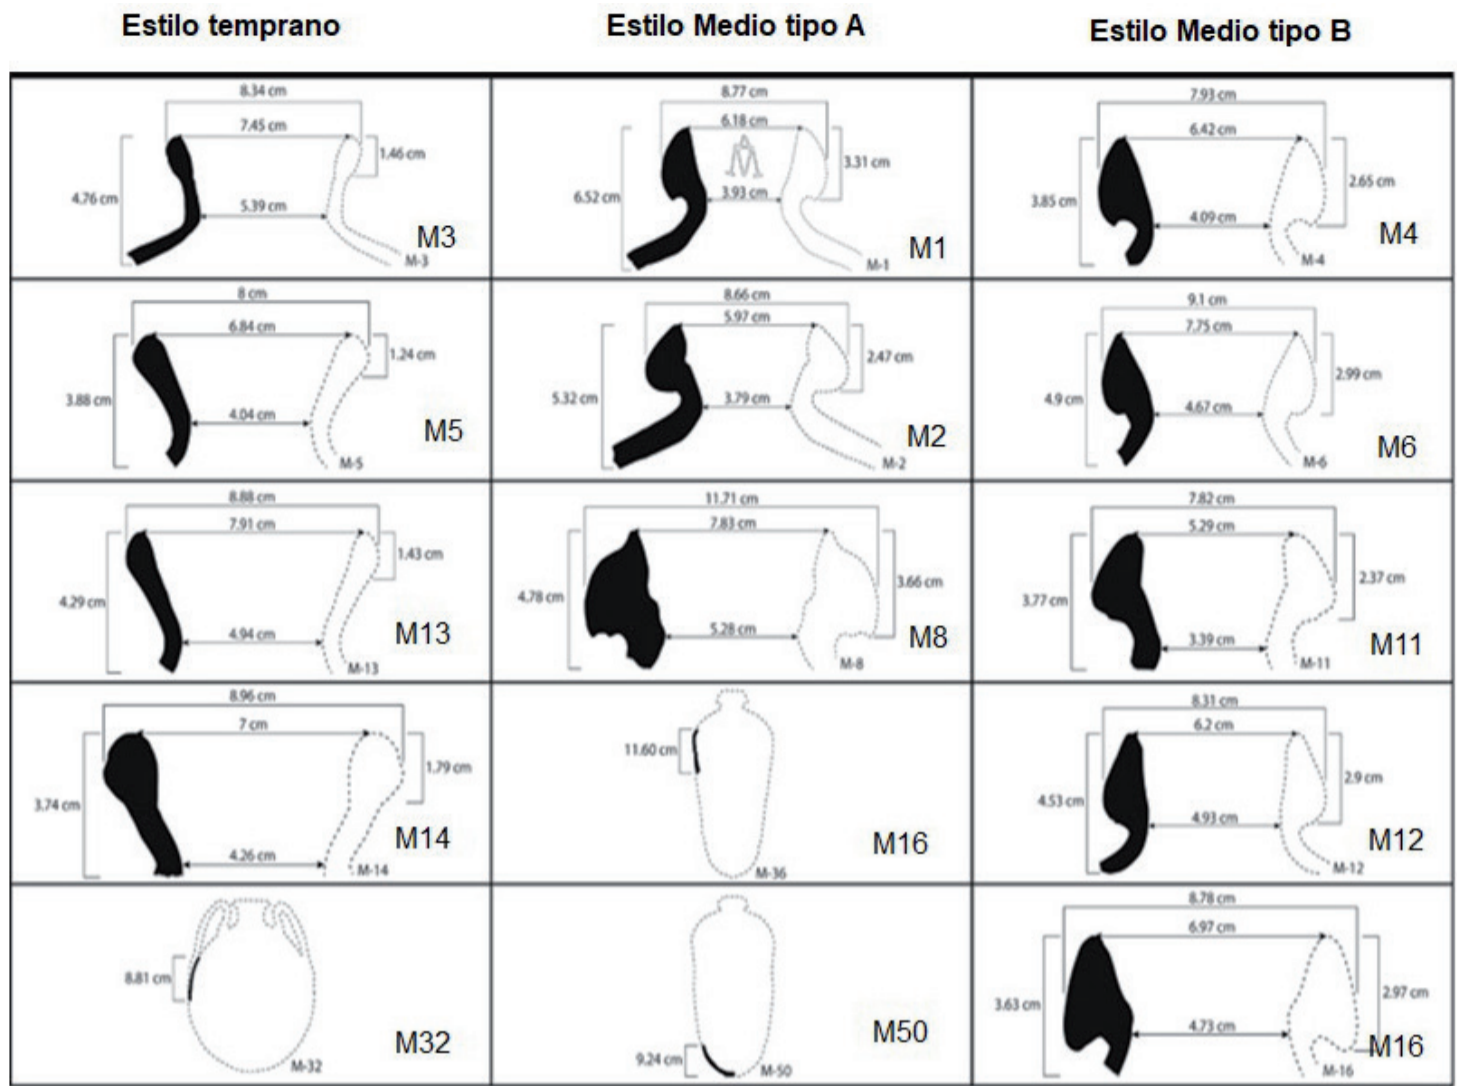 Estilo temprano
Estilo Medio tipo A
Estilo Medio tipo B
8.34 cm
7.45 cm
1.46 cm
4.76 cm
5.39 cm
M3
M-3
8.77 cm
6.18 cm
3.31 cm
6.52 cm
3.93 cm
M1
M-1
7.93 cm
6.42 cm
2.65 cm
3.85 cm
4.09 cm
M4
M-4
8 cm
6.84 cm
1.24 cm
3.88 cm
4.04 cm
M5
M-5
8.66 cm
5.97 cm
2.47 cm
5.32 cm
3.79 cm
M2
M-2
9.1 cm
7.75 cm
2.99 cm
4.9 cm
4.67 cm
M6
M-6
8.88 cm
7.91 cm
1.43 cm
4.29 cm
4.94 cm
M13
M-13
11.71 cm
7.83 cm
3.66 cm
4.78 cm
5.28 cm
M8
M-8
7.82 cm
5.29 cm
2.37 cm
3.77 cm
3.39 cm
M11
M-11
8.96 cm
7 cm
1.79 cm
3.74 cm
4.26 cm
M14
M-14
11.60 cm
M16
M-36
8.31 cm
6.2 cm
2.9 cm
4.53 cm
4.93 cm
M12
M-12
8.81 cm
M32
M-32
9.24 cm
M50
M-50
8.78 cm
6.97 cm
2.97 cm
3.63 cm
4.73 cm
M16
M-16